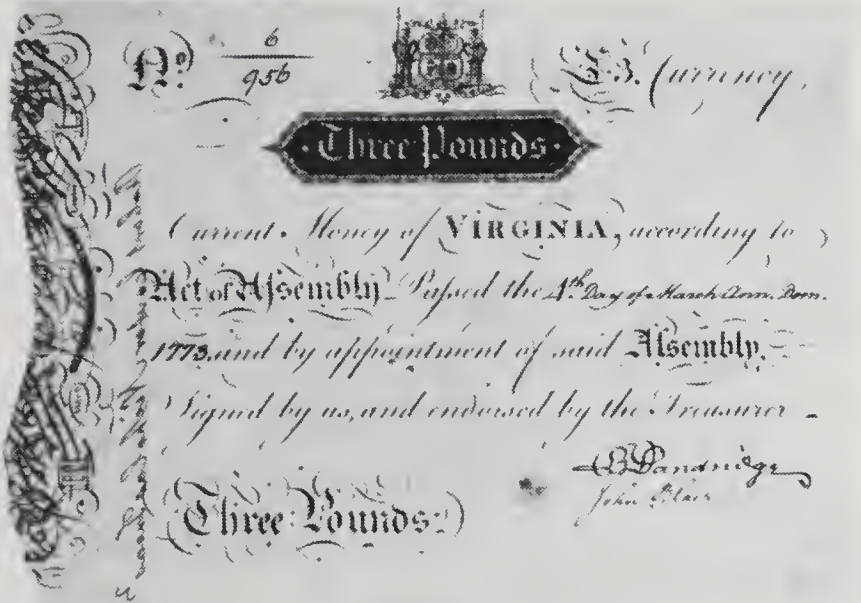 No. 6
956
£3. Currency,
Three Pounds
Current Money of VIRGINIA, according to
Act of Assembly Passed the 4th. Day of March Ann. Dom.
1773, and by appointment of said Assembly,
Signed by us, and endorsed by the Treasurer
Three Pounds
B Dandridge
John Blair